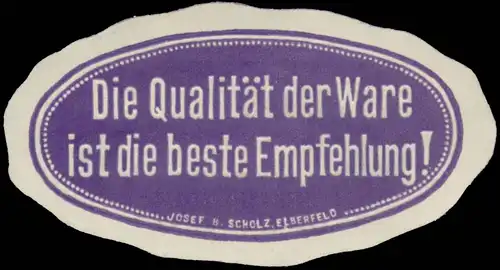 Die Qualität der Ware
ist die beste Empfehlung!
JOSEF B. SCHOLZ, ELBERFELD